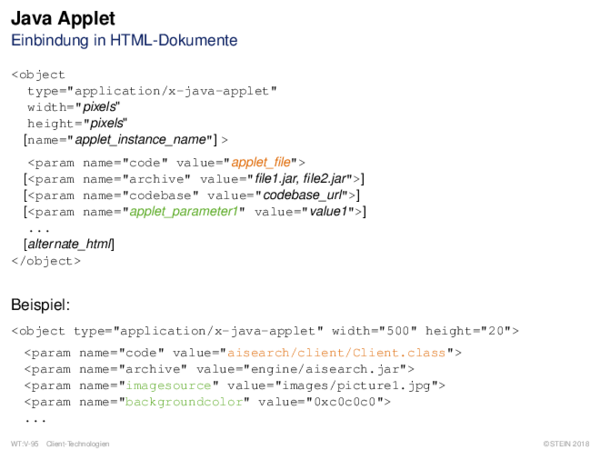 Java Applet
Einbindung in HTML-Dokumente
<object
type="application/x-java-applet"
width="pixels"
height="pixels"
[name="applet_instance_name"] >
<param name="code" value="applet_file">
[<param name="archive" value="file1.jar, file2.jar">]
[<param name="codebase" value="codebase_url">]
[<param name="applet_parameter1" value="value1">]
...
[alternate_html]
</object>
Beispiel:
<object type="application/x-java-applet" width="500" height="20">
<param name="code" value="aisearch/client/Client.class">
<param name="archive" value="engine/aisearch.jar">
<param name="imagesource" value="images/picture1.jpg">
<param name="backgroundcolor" value="0xc0c0c0">
...
WT:V-95 Client-Technologien ©STEIN 2018